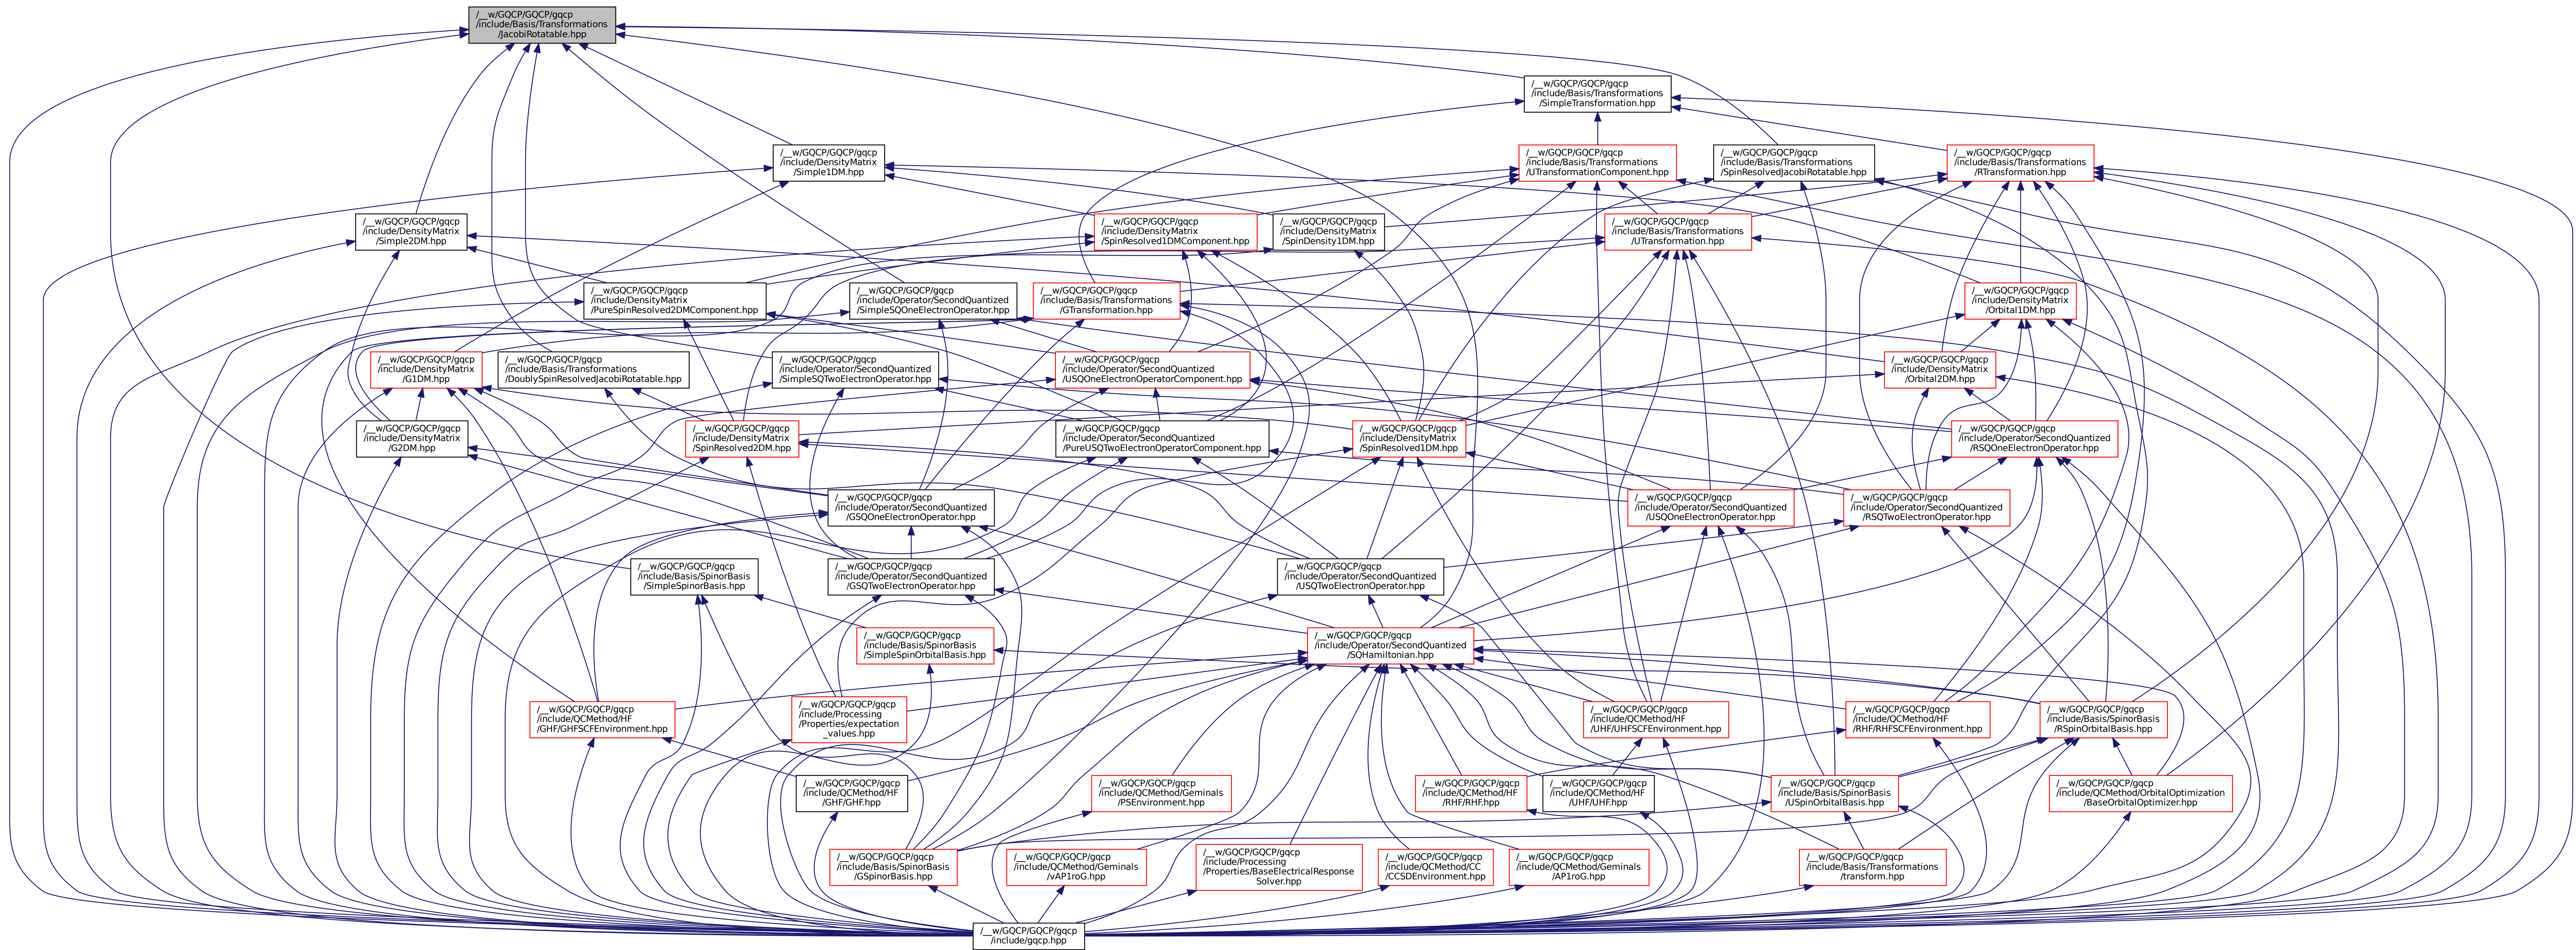 /__w/GQCP/GQCP/gqcp
/include/Basis/Transformations
/JacobiRotatable.hpp
/__w/GQCP/GQCP/gqcp
/include/Basis/Transformations
/SimpleTransformation.hpp
/__w/GQCP/GQCP/gqcp
/include/DensityMatrix
/Simple1DM.hpp
/__w/GQCP/GQCP/gqcp
/include/Basis/Transformations
/UTransformationComponent.hpp
/__w/GQCP/GQCP/gqcp
/include/Basis/Transformations
/SpinResolvedJacobiRotatable.hpp
/__w/GQCP/GQCP/gqcp
/include/Basis/Transformations
/RTransformation.hpp
/__w/GQCP/GQCP/gqcp
/include/DensityMatrix
/Simple2DM.hpp
/__w/GQCP/GQCP/gqcp
/include/DensityMatrix
/SpinResolved1DMComponent.hpp
/__w/GQCP/GQCP/gqcp
/include/DensityMatrix
/SpinDensity1DM.hpp
/__w/GQCP/GQCP/gqcp
/include/Basis/Transformations
/UTransformation.hpp
/__w/GQCP/GQCP/gqcp
/include/DensityMatrix
/PureSpinResolved2DMComponent.hpp
/__w/GQCP/GQCP/gqcp
/include/Operator/SecondQuantized
/SimpleSQOneElectronOperator.hpp
/__w/GQCP/GQCP/gqcp
/include/Basis/Transformations
/GTransformation.hpp
/__w/GQCP/GQCP/gqcp
/include/DensityMatrix
/Orbital1DM.hpp
/__w/GQCP/GQCP/gqcp
/include/DensityMatrix
/G1DM.hpp
/__w/GQCP/GQCP/gqcp
/include/Basis/Transformations
/DoublySpinResolvedJacobiRotatable.hpp
/__w/GQCP/GQCP/gqcp
/include/Operator/SecondQuantized
/SimpleSQTwoElectronOperator.hpp
/__w/GQCP/GQCP/gqcp
/include/Operator/SecondQuantized
/USQOneElectronOperatorComponent.hpp
/__w/GQCP/GQCP/gqcp
/include/DensityMatrix
/Orbital2DM.hpp
/__w/GQCP/GQCP/gqcp
/include/DensityMatrix
/G2DM.hpp
/__w/GQCP/GQCP/gqcp
/include/DensityMatrix
/SpinResolved2DM.hpp
/__w/GQCP/GQCP/gqcp
/include/Operator/SecondQuantized
/PureUSQTwoElectronOperatorComponent.hpp
/__w/GQCP/GQCP/gqcp
/include/DensityMatrix
/SpinResolved1DM.hpp
/__w/GQCP/GQCP/gqcp
/include/Operator/SecondQuantized
/RSQOneElectronOperator.hpp
/__w/GQCP/GQCP/gqcp
/include/Operator/SecondQuantized
/GSQOneElectronOperator.hpp
/__w/GQCP/GQCP/gqcp
/include/Operator/SecondQuantized
/USQOneElectronOperator.hpp
/__w/GQCP/GQCP/gqcp
/include/Operator/SecondQuantized
/RSQTwoElectronOperator.hpp
/__w/GQCP/GQCP/gqcp
/include/Basis/SpinorBasis
/SimpleSpinorBasis.hpp
/__w/GQCP/GQCP/gqcp
/include/Operator/SecondQuantized
/GSQTwoElectronOperator.hpp
/__w/GQCP/GQCP/gqcp
/include/Operator/SecondQuantized
/USQTwoElectronOperator.hpp
/__w/GQCP/GQCP/gqcp
/include/Basis/SpinorBasis
/SimpleSpinOrbitalBasis.hpp
/__w/GQCP/GQCP/gqcp
/include/Operator/SecondQuantized
/SQHamiltonian.hpp
/__w/GQCP/GQCP/gqcp
/include/QCMethod/HF
/GHF/GHFSCFEnvironment.hpp
/__w/GQCP/GQCP/gqcp
/include/Processing
/Properties/expectation
_values.hpp
/__w/GQCP/GQCP/gqcp
/include/QCMethod/HF
/UHF/UHFSCFEnvironment.hpp
/__w/GQCP/GQCP/gqcp
/include/QCMethod/HF
/RHF/RHFSCFEnvironment.hpp
/__w/GQCP/GQCP/gqcp
/include/Basis/SpinorBasis
/RSpinOrbitalBasis.hpp
/__w/GQCP/GQCP/gqcp
/include/QCMethod/HF
/GHF/GHF.hpp
/__w/GQCP/GQCP/gqcp
/include/QCMethod/Geminals
/PSEnvironment.hpp
/__w/GQCP/GQCP/gqcp
/include/QCMethod/HF
/RHF/RHF.hpp
/__w/GQCP/GQCP/gqcp
/include/QCMethod/HF
/UHF/UHF.hpp
/__w/GQCP/GQCP/gqcp
/include/Basis/SpinorBasis
/USpinOrbitalBasis.hpp
/__w/GQCP/GQCP/gqcp
/include/QCMethod/OrbitalOptimization
/BaseOrbitalOptimizer.hpp
/__w/GQCP/GQCP/gqcp
/include/Basis/SpinorBasis
/GSpinorBasis.hpp
/__w/GQCP/GQCP/gqcp
/include/QCMethod/Geminals
/vAP1roG.hpp
/__w/GQCP/GQCP/gqcp
/include/Processing
/Properties/BaseElectricalResponse
Solver.hpp
/__w/GQCP/GQCP/gqcp
/include/QCMethod/CC
/CCSDEnvironment.hpp
/__w/GQCP/GQCP/gqcp
/include/QCMethod/Geminals
/AP1roG.hpp
/__w/GQCP/GQCP/gqcp
/include/Basis/Transformations
/transform.hpp
/__w/GQCP/GQCP/gqcp
/include/gqcp.hpp